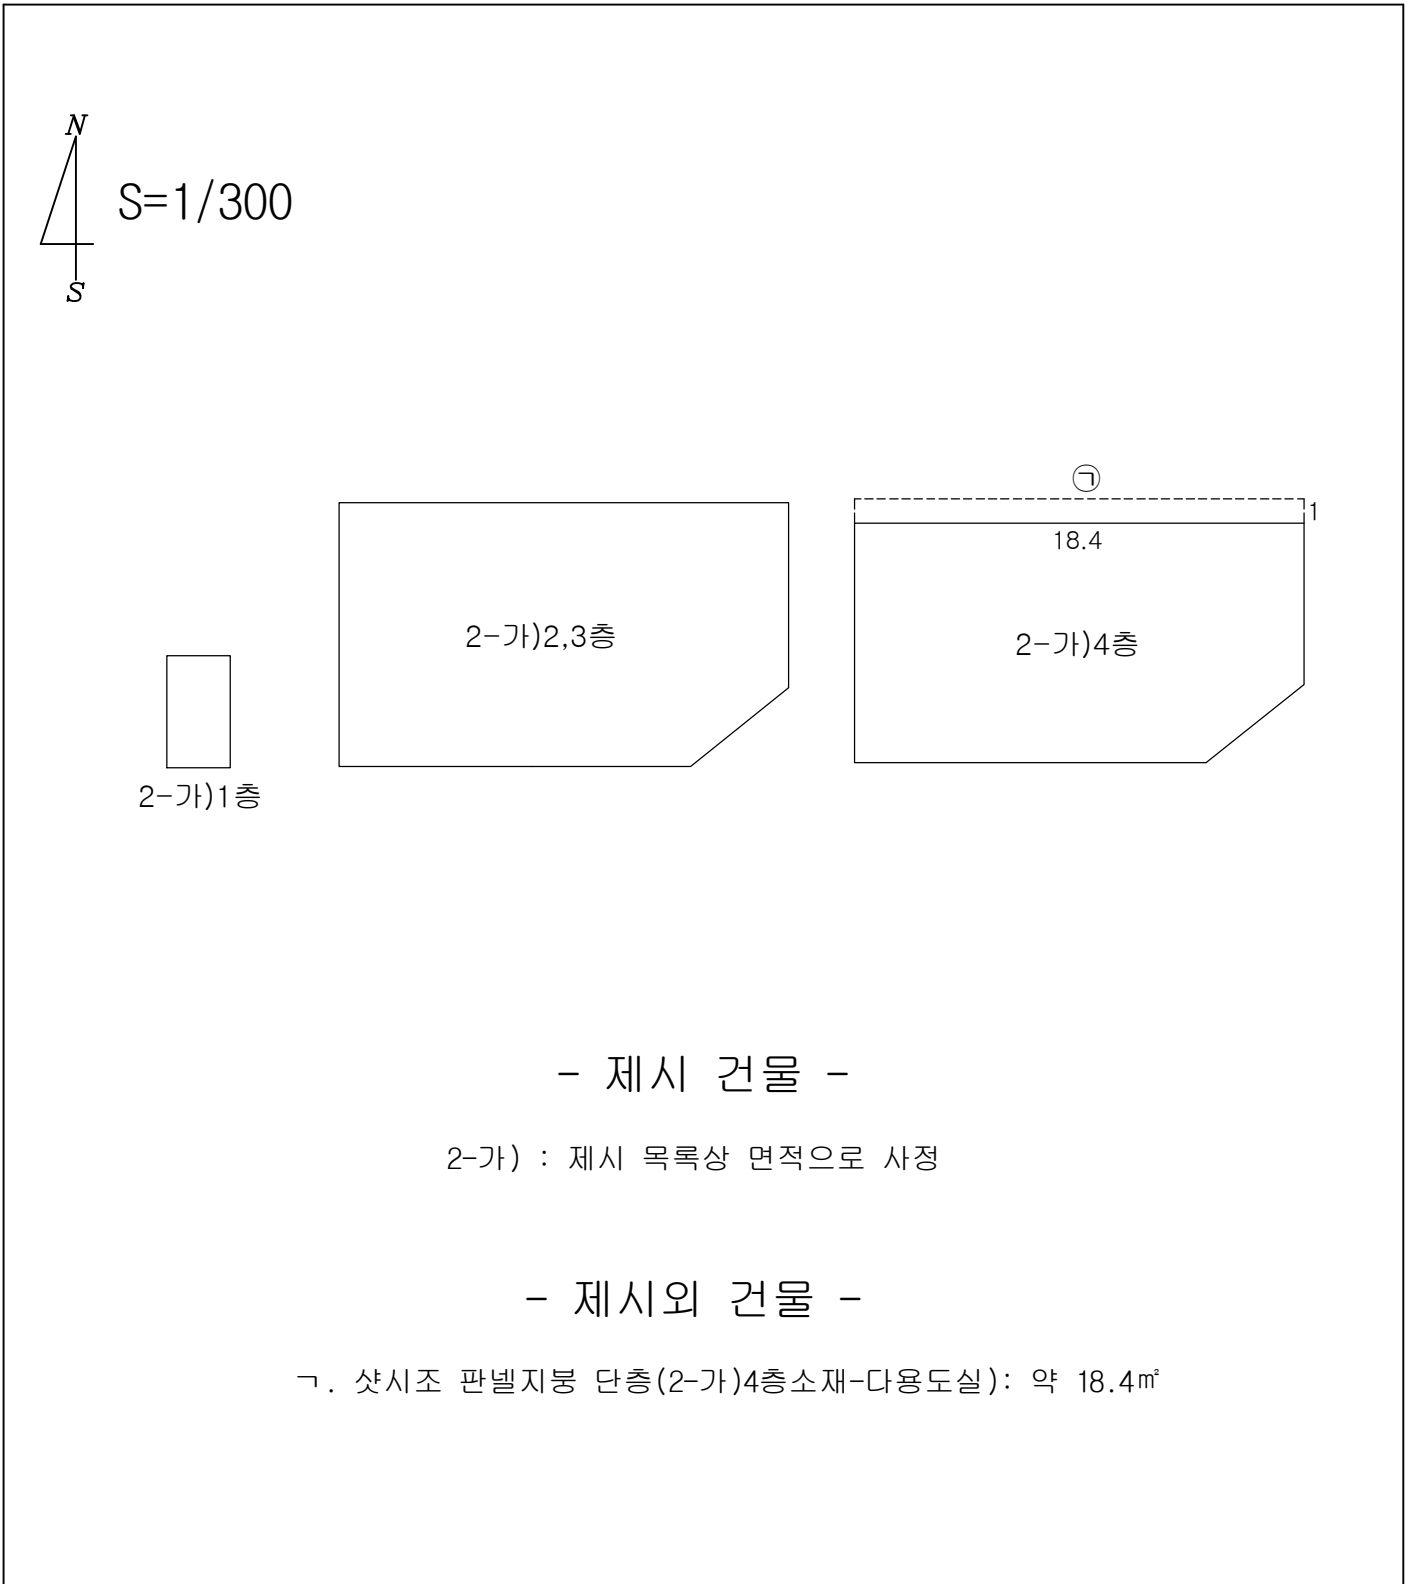 N
S=1/300
S
㉠
1
18.4
2-가)2,3층
2-가)4층
2-가)1층
- 제시 건물 -
2-가) : 제시 목록상 면적으로 사정
- 제시외 건물 -
ㄱ. 샷시조 판넬지붕 단층(2-가)4층소재-다용도실): 약 18.4㎡